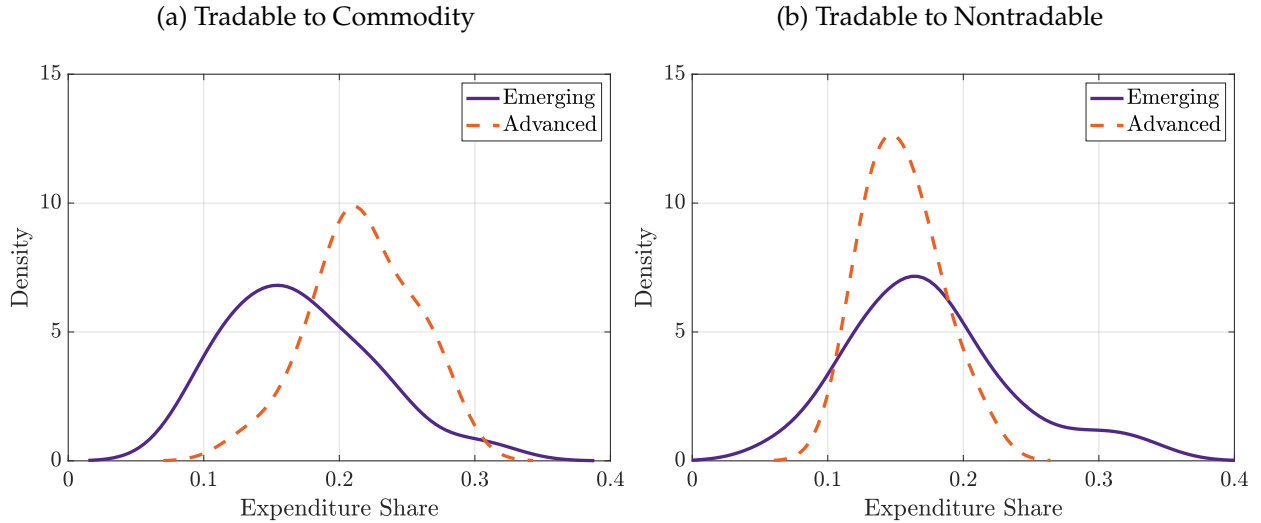 (a) Tradable to Commodity
15
10
5
0
Density
Emerging
Advanced
0 0.1 0.2 0.3 0.4
Expenditure Share
(b) Tradable to Nontradable
15
10
5
0
Density
Emerging
Advanced
0 0.1 0.2 0.3 0.4
Expenditure Share